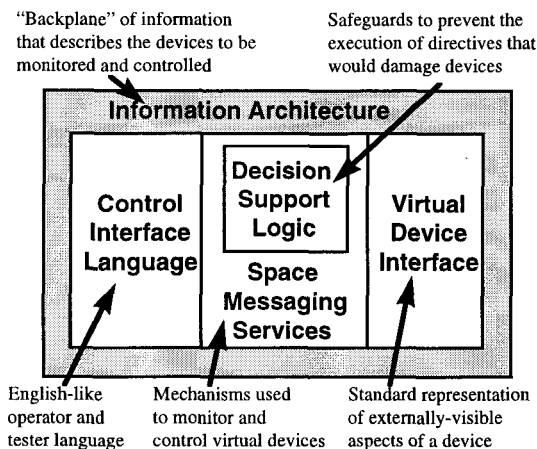 “Backplane” of information
that describes the devices to be
monitored and controlled
Safeguards to prevent the
execution of directives that
would damage devices
Information Architecture
Control
Interface
Language
Decision
Support
Logic
Space
Messaging
Services
Virtual
Device
Interface
English-like
operator and
tester language
Mechanisms used
to monitor and
control virtual devices
Standard representation
of externally-visible
aspects of a device